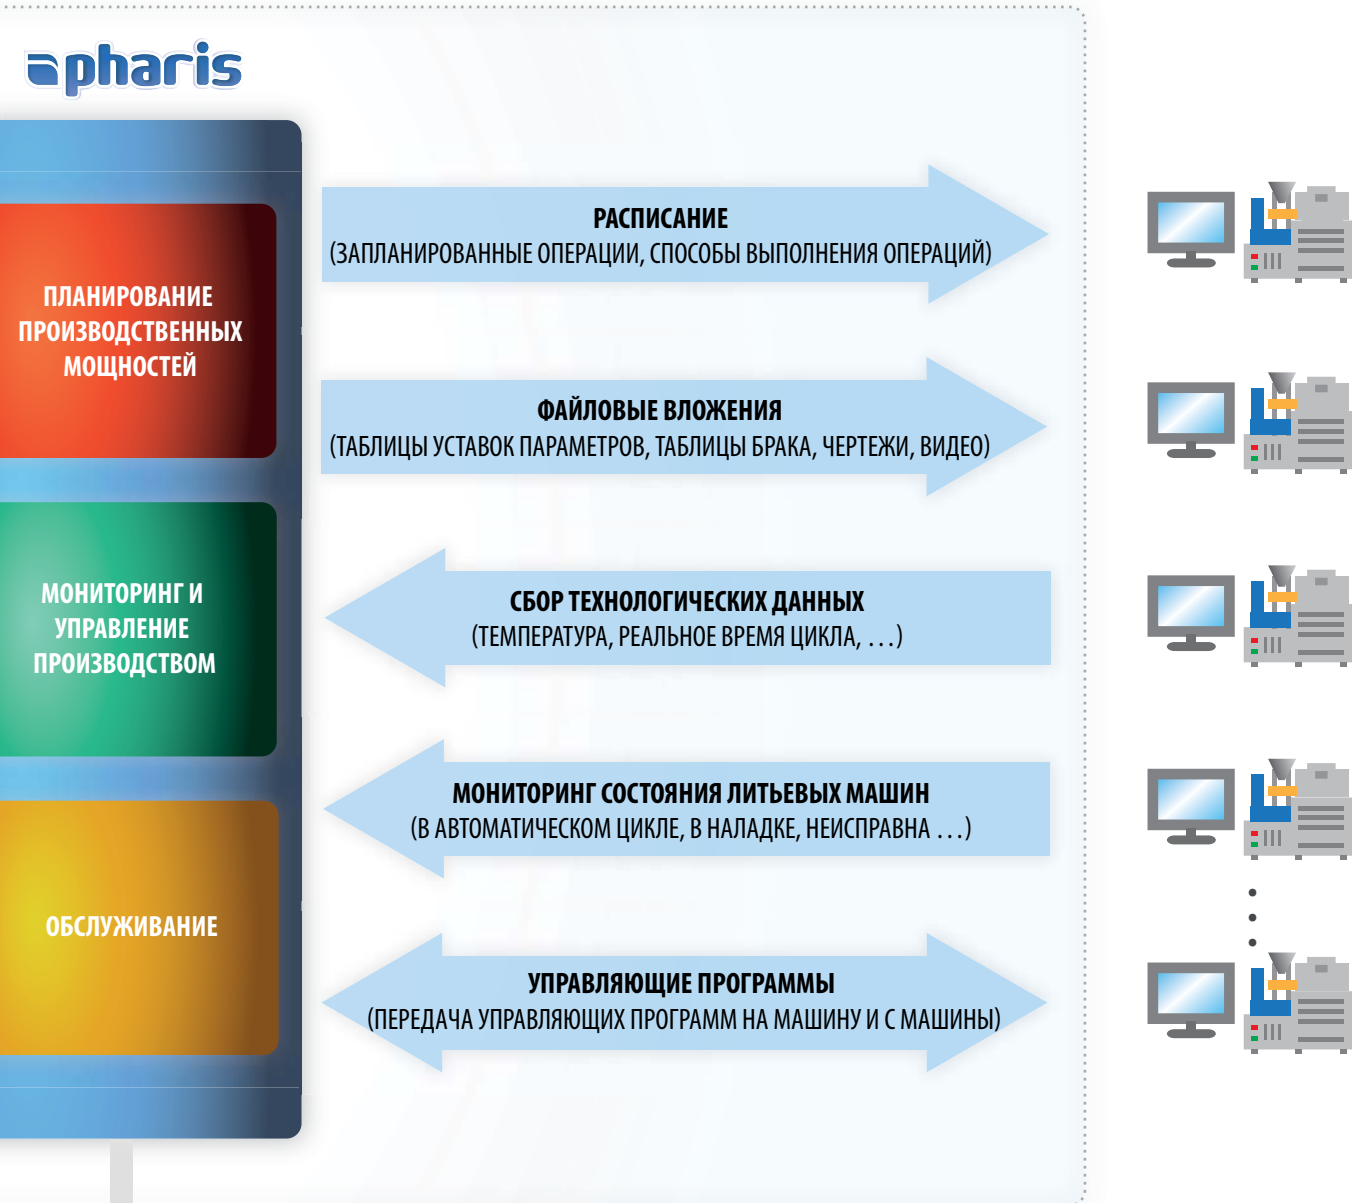 pharis
ПЛАНИРОВАНИЕ
ПРОИЗВОДСТВЕННЫХ
МОЩНОСТЕЙ
МОНИТОРИНГ И
УПРАВЛЕНИЕ
ПРОИЗВОДСТВОМ
ОБСЛУЖИВАНИЕ
РАСПИСАНИЕ
(ЗАПЛАНИРОВАННЫЕ ОПЕРАЦИИ, СПОСОБЫ ВЫПОЛНЕНИЯ ОПЕРАЦИЙ)
ФАЙЛОВЫЕ ВЛОЖЕНИЯ
(ТАБЛИЦЫ УСТАВОК ПАРАМЕТРОВ, ТАБЛИЦЫ БРАКА, ЧЕРТЕЖИ, ВИДЕО)
СБОР ТЕХНОЛОГИЧЕСКИХ ДАННЫХ
(ТЕМПЕРАТУРА, РЕАЛЬНОЕ ВРЕМЯ ЦИКЛА, ...)
МОНИТОРИНГ СОСТОЯНИЯ ЛИТЬЕВЫХ МАШИН
(В АВТОМАТИЧЕСКОМ ЦИКЛЕ, В НАЛАДКЕ, НЕИСПРАВНА ...)
УПРАВЛЯЮЩИЕ ПРОГРАММЫ
(ПЕРЕДАЧА УПРАВЛЯЮЩИХ ПРОГРАММ НА МАШИНУ И С МАШИНЫ)